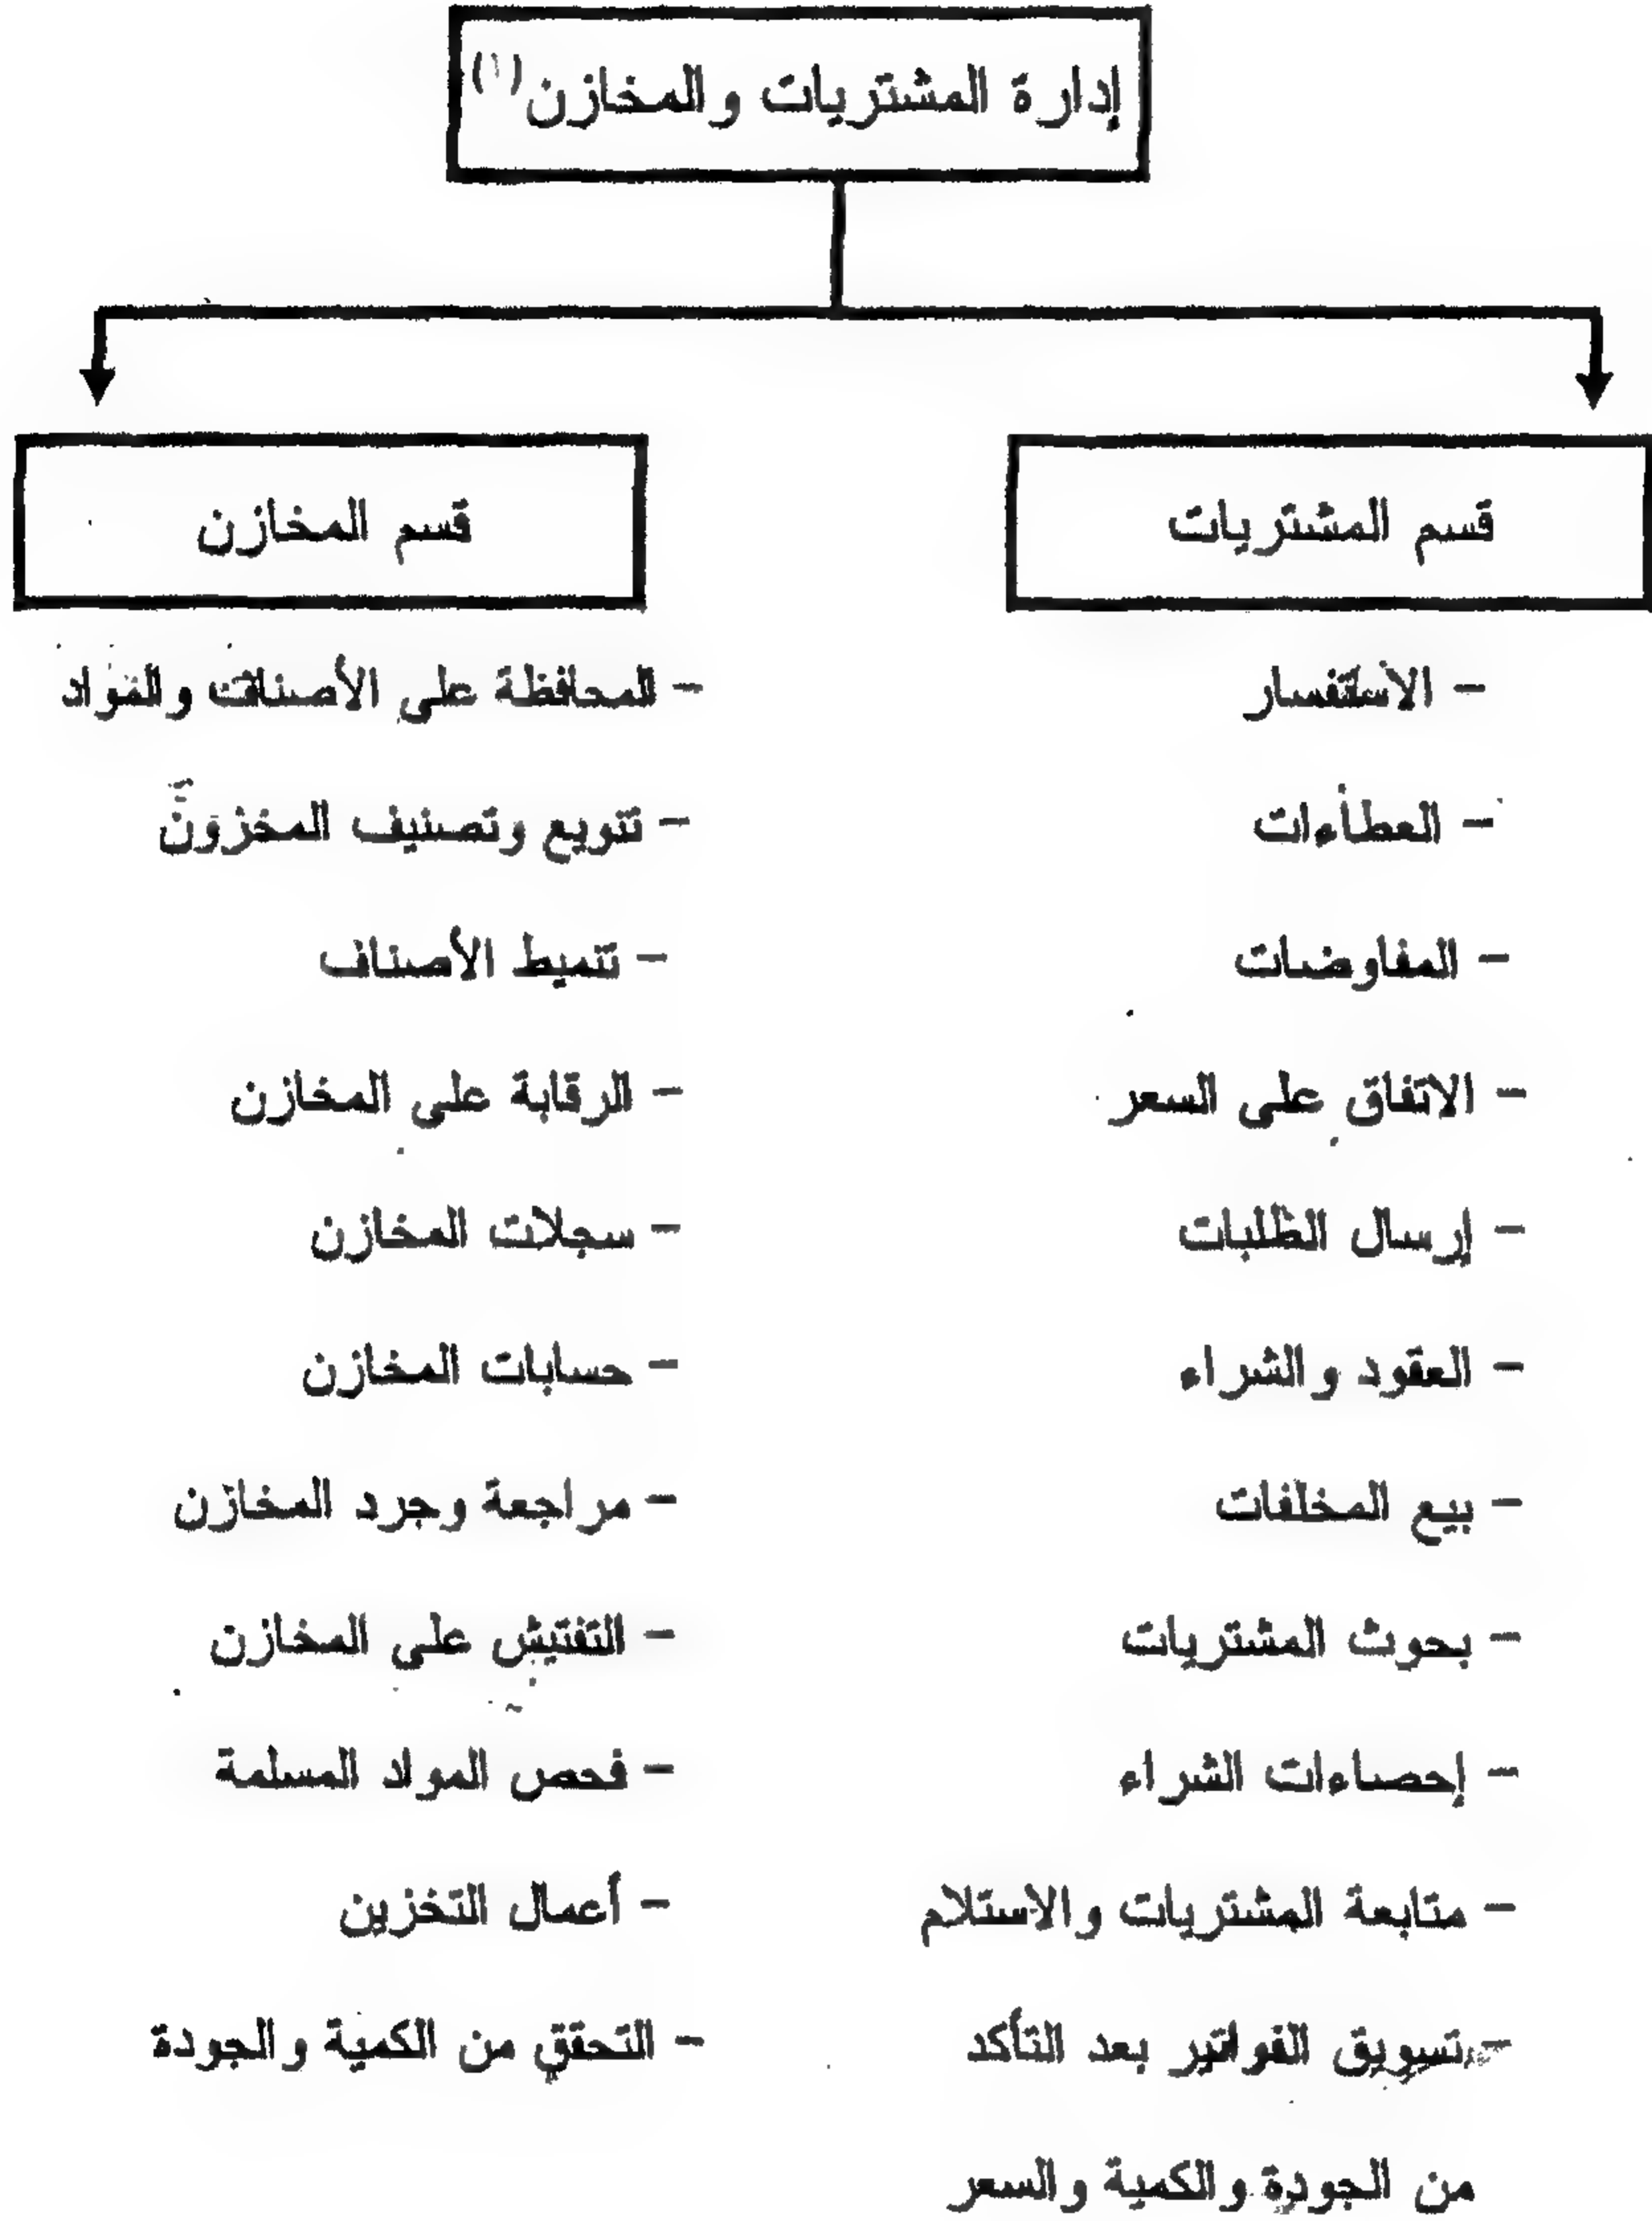 إدارة المشتريات والمخازن(١)
قسم المشتريات
- الاستفسار
- العطاءات
- المفاوضات
- الاتفاق على السعر
- إرسال الطلبات
- العقود والشراء
- بيع المخلفات
- بحوث المشتريات
- إحصاءات الشراء
- متابعة المشتريات والاستلام
- تسويق الفواتير بعد التأكد
من الجودة والكمية والسعر
قسم المخازن
- المحافظة على الأصناف والمواد
- تنويع وتصنيف المخزون
- تنميط الأصناف
- الرقابة على المخازن
- سجلات المخازن
- حسابات المخازن
- مراجعة وجرد المخازن
- التفتيش على المخازن
- فحص المواد المسلمة
- أعمال التخزين
- التحقق من الكمية والجودة